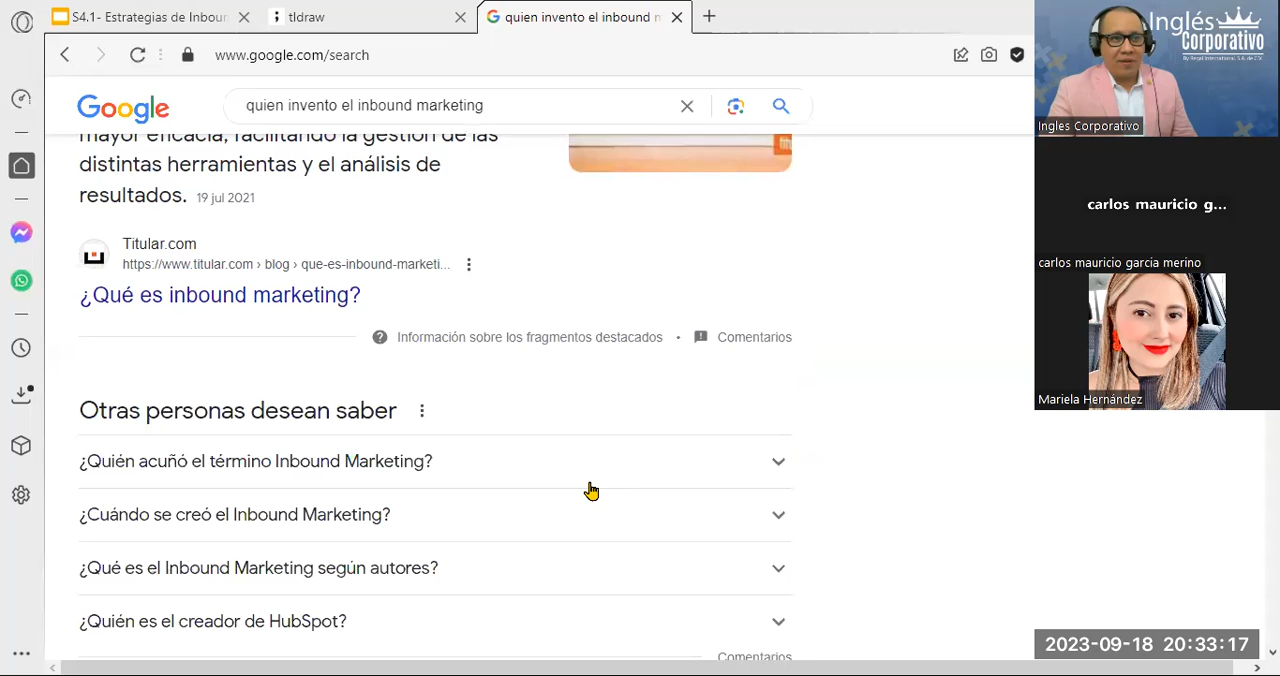 S4.1- Estrategias de Inboun
tldraw
quien invento el inbound m
www.google.com/search
Google
quien invento el inbound marketing
mayor eficacia, facilitando la gestión de las
distintas herramientas y el análisis de
resultados. 19 jul 2021
Titular.com
https://www.titular.com › blog › que-es-inbound-marketi...
¿Qué es inbound marketing?
Información sobre los fragmentos destacados • Comentarios
Otras personas desean saber
¿Quién acuñó el término Inbound Marketing?
¿Cuándo se creó el Inbound Marketing?
¿Qué es el Inbound Marketing según autores?
¿Quién es el creador de HubSpot?
Comentarios
Inglés
Corporativo
By Regal International, S.A. de C.V.
Ingles Corporativo
carlos mauricio g...
carlos mauricio garcia merino
Mariela Hernández
2023-09-18 20:33:17